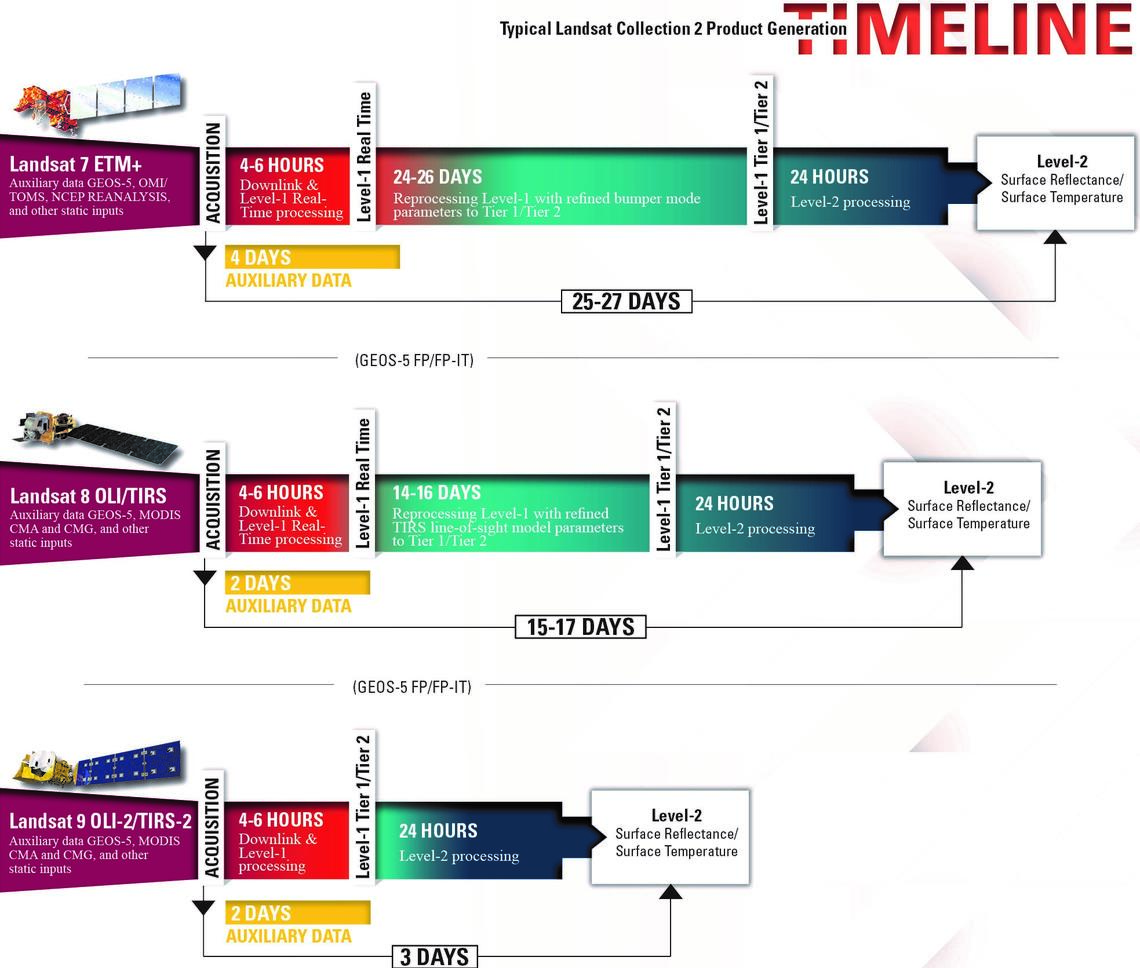 Typical Landsat Collection 2 Product Generation TIMELINE
Landsat 7 ETM+
Auxiliary data GEOS-5, OMI/
TOMS, NCEP REANALYSIS,
and other static inputs
ACQUISITION
4-6 HOURS
Downlink &
Level-1 Real-
Time processing
Level-1 Real Time
24-26 DAYS
Reprocessing Level-1 with refined bumper mode
parameters to Tier 1/Tier 2
Level-1 Tier 1/Tier 2
24 HOURS
Level-2 processing
Level-2
Surface Reflectance/
Surface Temperature
4 DAYS
AUXILIARY DATA
25-27 DAYS
(GEOS-5 FP/FP-IT)
Landsat 8 OLI/TIRS
Auxiliary data GEOS-5, MODIS
CMA and CMG, and other
static inputs
ACQUISITION
4-6 HOURS
Downlink &
Level-1 Real-
Time processing
Level-1 Real Time
14-16 DAYS
Reprocessing Level-1 with refined
TIRS line-of-sight model parameters
to Tier 1/Tier 2
Level-1 Tier 1/Tier 2
24 HOURS
Level-2 processing
Level-2
Surface Reflectance/
Surface Temperature
2 DAYS
AUXILIARY DATA
15-17 DAYS
(GEOS-5 FP/FP-IT)
Landsat 9 OLI-2/TIRS-2
Auxiliary data GEOS-5, MODIS
CMA and CMG, and other
static inputs
ACQUISITION
4-6 HOURS
Downlink &
Level-1
processing
Level-1 Tier 1/Tier 2
24 HOURS
Level-2 processing
Level-2
Surface Reflectance/
Surface Temperature
2 DAYS
AUXILIARY DATA
3 DAYS